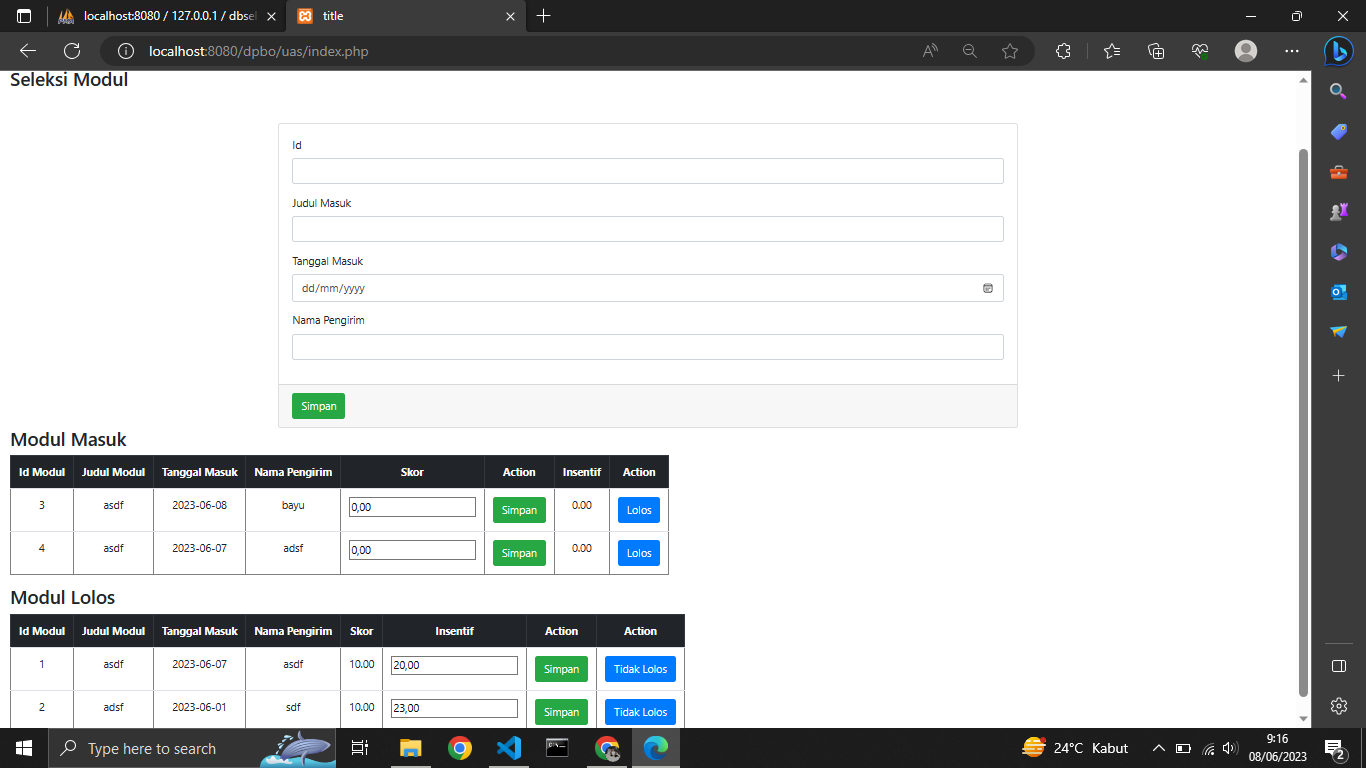 localhost:8080 / 127.0.0.1 / dbsel
title
localhost:8080/dpbo/uas/index.php
Seleksi Modul
Id
Judul Masuk
Tanggal Masuk
dd/mm/yyyy
Nama Pengirim
Simpan
Modul Masuk
Id Modul Judul Modul Tanggal Masuk Nama Pengirim Skor Action Insentif Action
3 asdf 2023-06-08 bayu 0,00 Simpan 0.00 Lolos
4 asdf 2023-06-07 adsf 0,00 Simpan 0.00 Lolos
Modul Lolos
Id Modul Judul Modul Tanggal Masuk Nama Pengirim Skor Insentif Action Action
1 asdf 2023-06-07 asdf 10.00 20,00 Simpan Tidak Lolos
2 adsf 2023-06-01 sdf 10.00 23,00 Simpan Tidak Lolos
Type here to search
24°C Kabut
9:16
08/06/2023
2